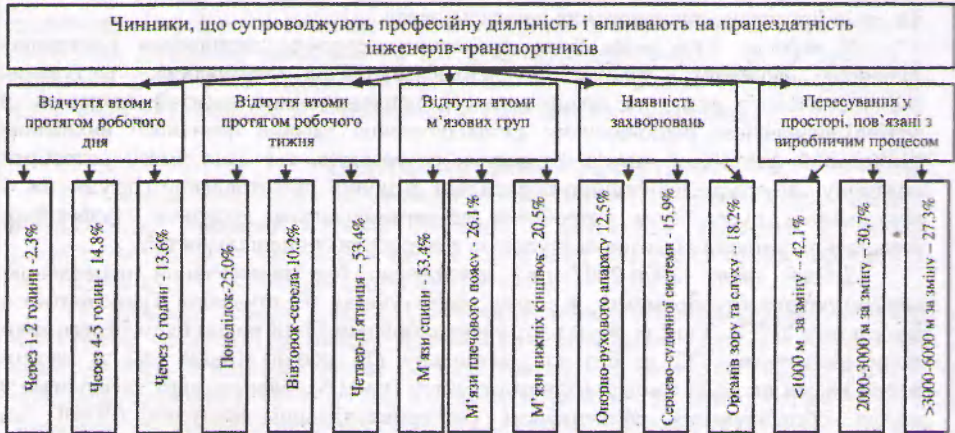 Чинники, що супроводжують професійну діяльність і впливають на працездатність
інженерів-транспортників
Відчуття втоми
протягом робочого
дня
Відчуття втоми
протягом робочого
тижня
Відчуття втоми
м’язових груп
Наявність
захворювань
Пересування у
просторі, пов’язані з
виробничим процесом
Через 1-2 години -2.3%
Через 4-5 годин – 14.8%
Через 6 годин – 13.6%
Понеділок-25.0%
Вівторок-середа – 10.6%
Четвер-п’ятниця – 53.4%
М’язи спини - 53.4%
М’язи плечового поясу – 26.1%
М’язи нижніх кінцівок - 20.5%
Опорно-рухового апарату - 12.5%
Серцево-судинної системи - 15.9%
Органів зору та слуху - 18.2%
<1000 м за зміну – 42.1%
2000-3000 м за зміну – 30.7%
>3000-6000 м за зміну – 27.3%